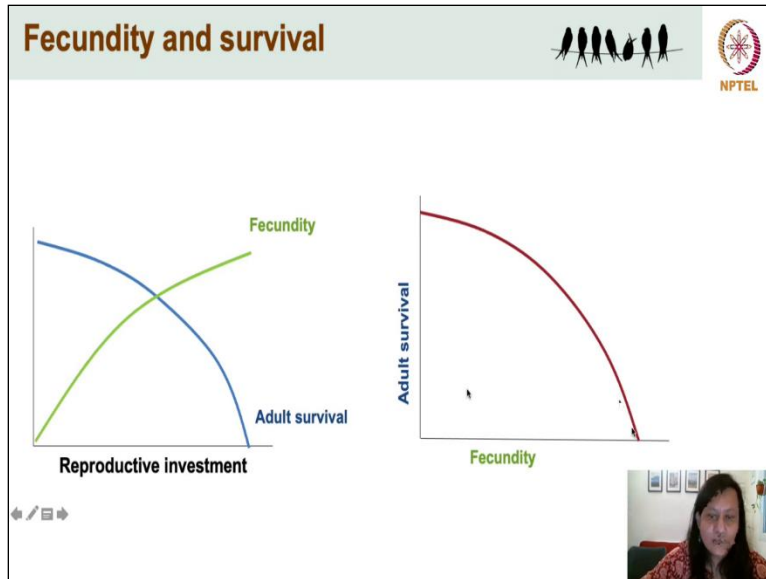 Fecundity and survival
NPTEL
Fecundity
Adult survival
Reproductive investment
Adult survival
Fecundity